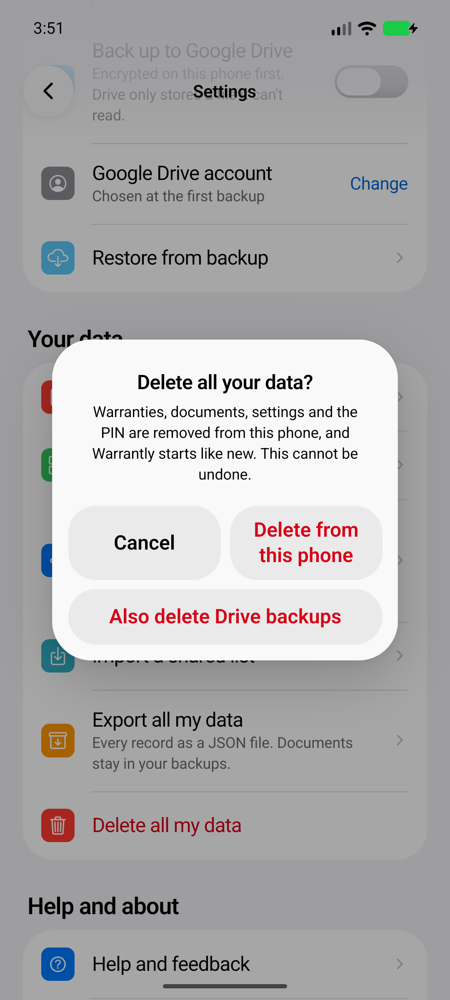 3:51
Back up to Google Drive
Encrypted on this phone first.
Settings
Drive only stores a file it can't
read.
Google Drive account
Chosen at the first backup
Change
Restore from backup
Your data
Delete all your data?
Warranties, documents, settings and the
PIN are removed from this phone, and
Warrantly starts like new. This cannot be
undone.
Cancel
Delete from
this phone
Also delete Drive backups
Import a shared list
Export all my data
Every record as a JSON file. Documents
stay in your backups.
Delete all my data
Help and about
Help and feedback